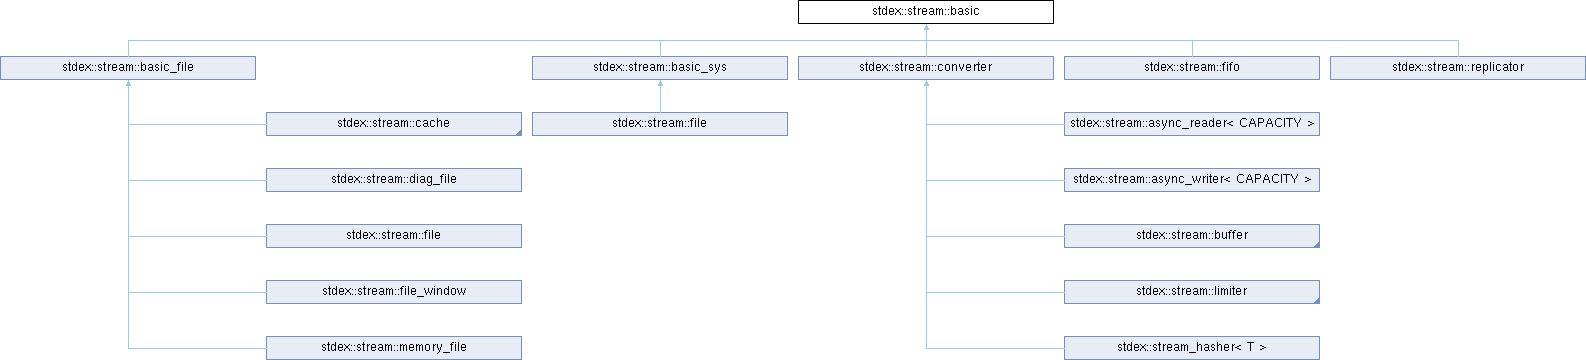 stdex::stream::basic
stdex::stream::basic_file
stdex::stream::basic_sys
stdex::stream::converter
stdex::stream::fifo
stdex::stream::replicator
stdex::stream::cache
stdex::stream::file
stdex::stream::async_reader< CAPACITY >
stdex::stream::diag_file
stdex::stream::async_writer< CAPACITY >
stdex::stream::file
stdex::stream::buffer
stdex::stream::file_window
stdex::stream::limiter
stdex::stream::memory_file
stdex::stream_hasher< T >